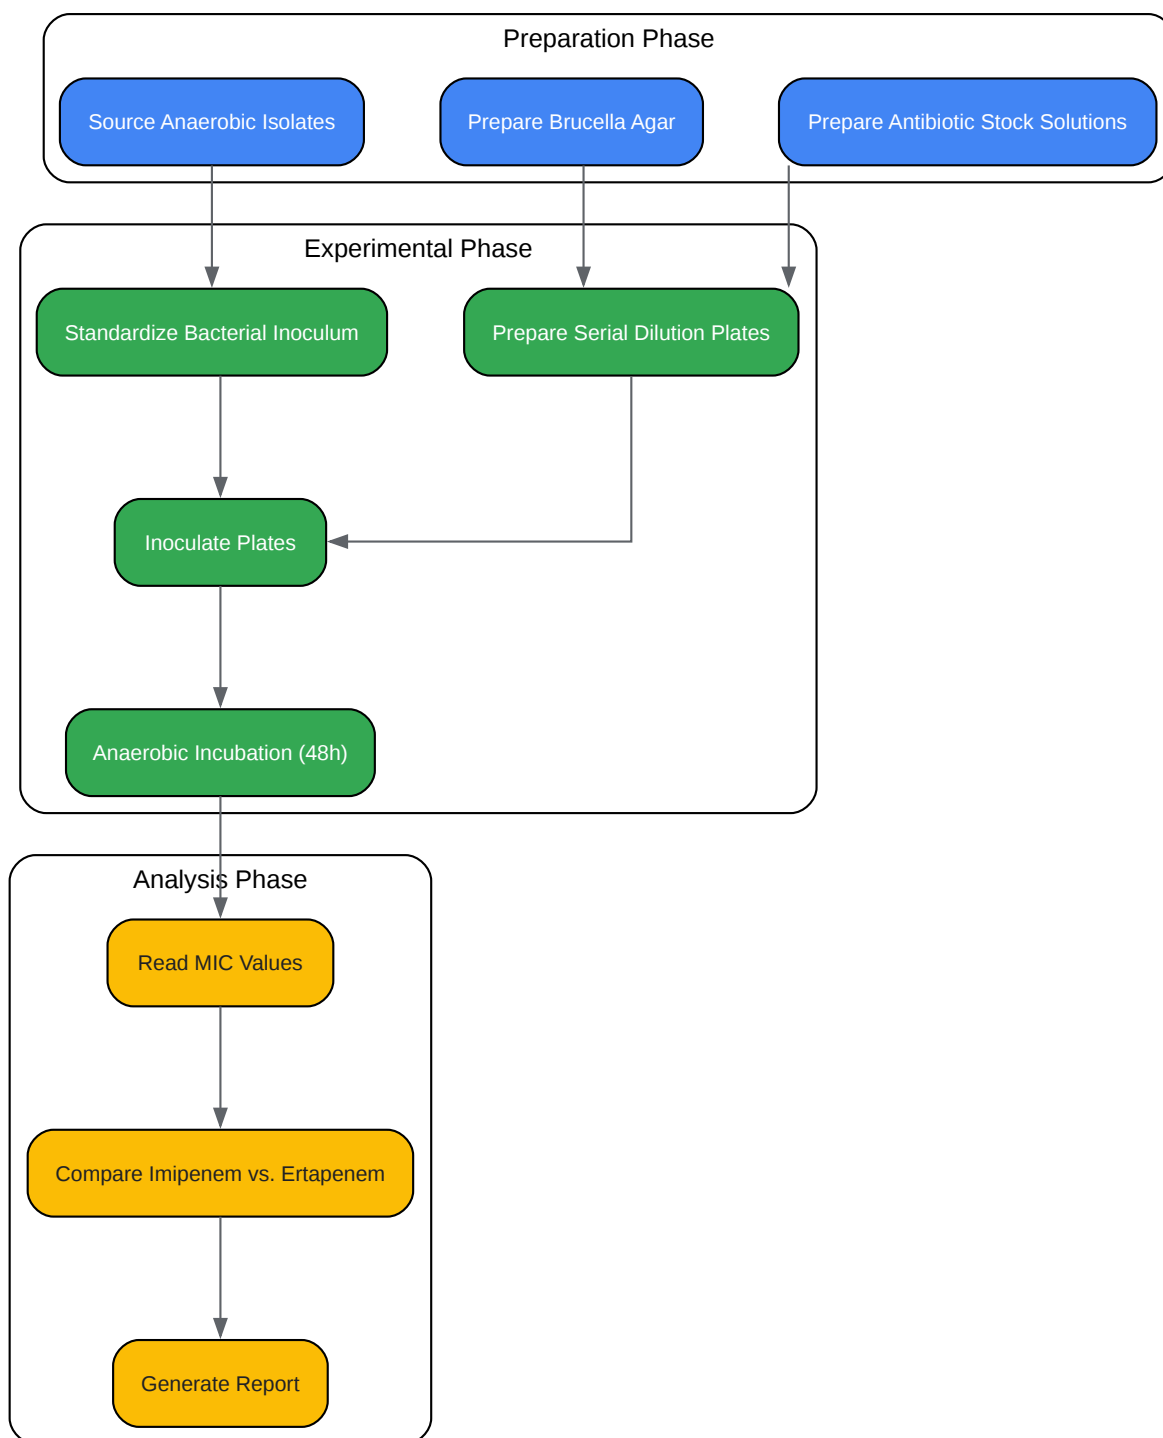 Preparation Phase
Source Anaerobic Isolates
Prepare Brucella Agar
Prepare Antibiotic Stock Solutions
Experimental Phase
Standardize Bacterial Inoculum
Prepare Serial Dilution Plates
Inoculate Plates
Anaerobic Incubation (48h)
Analysis Phase
Read MIC Values
Compare Imipenem vs. Ertapenem
Generate Report